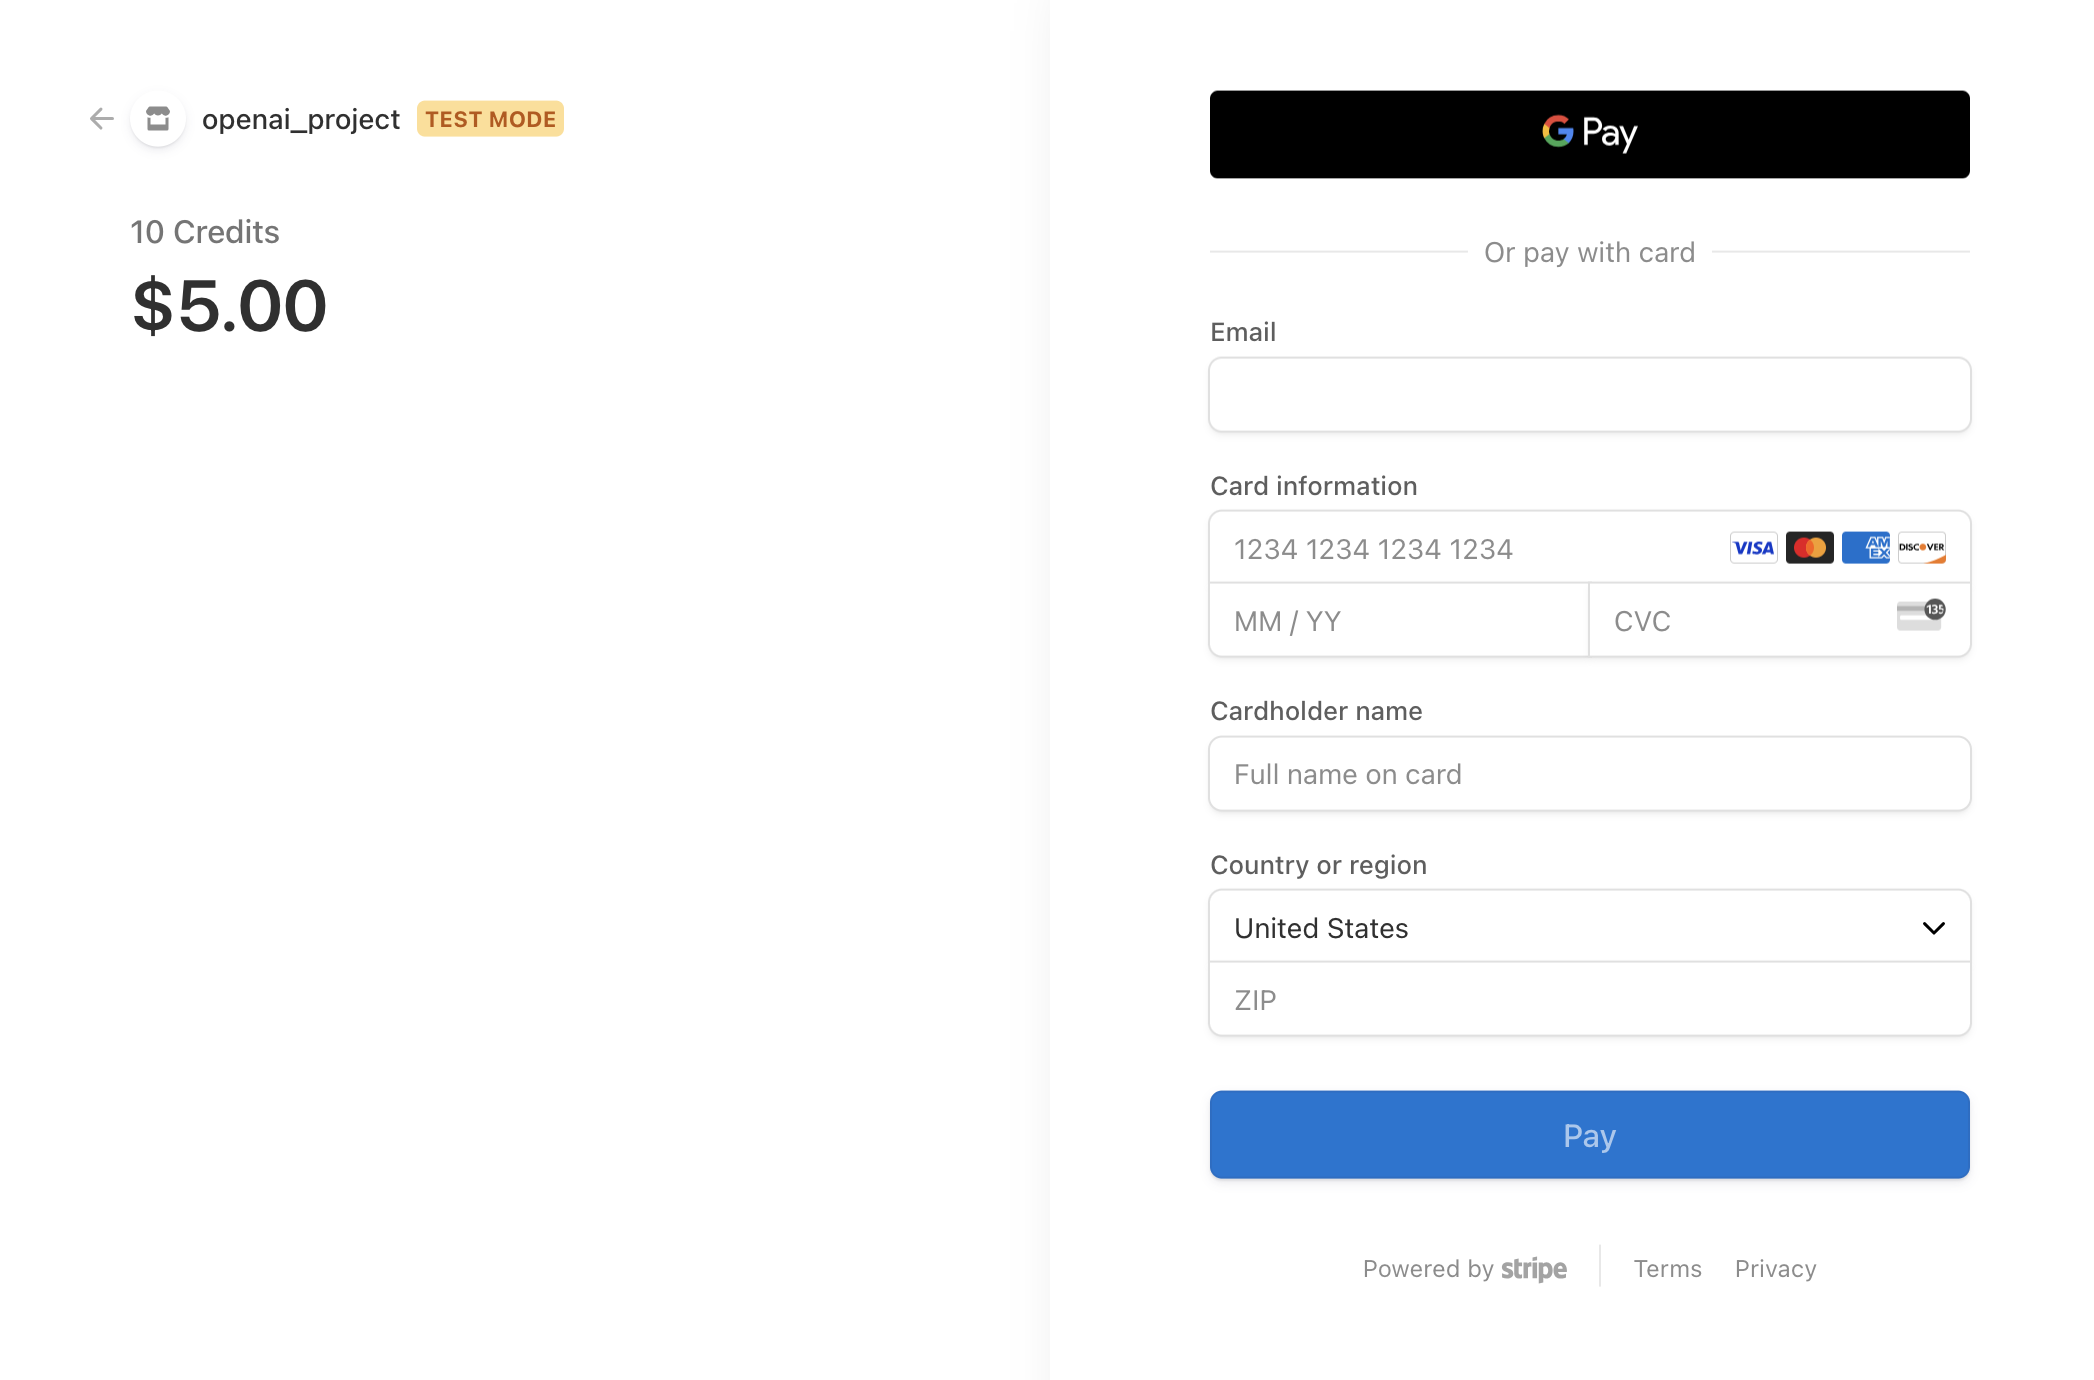 openai_project TEST MODE
10 Credits
$5.00
G Pay
Or pay with card
Email
Card information
1234 1234 1234 1234 VISA AMEX DISCOVER
MM / YY CVC 135
Cardholder name
Full name on card
Country or region
United States
ZIP
Pay
Powered by stripe Terms Privacy